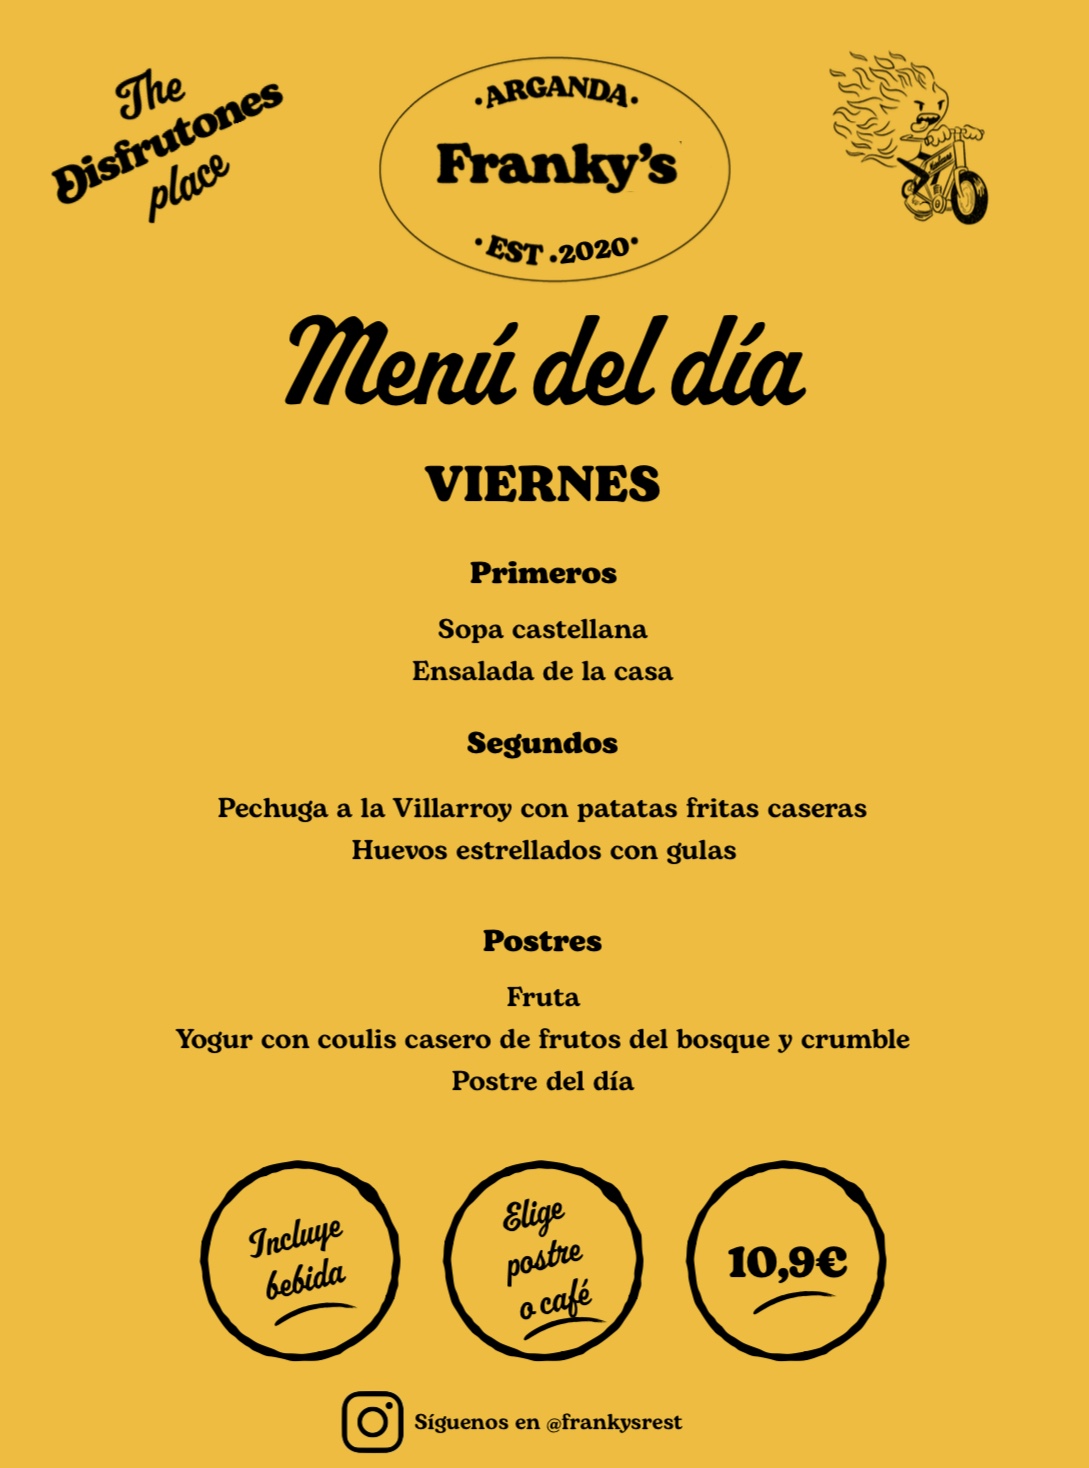 The
Disfrutones
place
·ARGANDA·
Franky's
·EST .2020·
Menú del día
VIERNES
Primeros
Sopa castellana
Ensalada de la casa
Segundos
Pechuga a la Villarroy con patatas fritas caseras
Huevos estrellados con gulas
Postres
Fruta
Yogur con coulis casero de frutos del bosque y crumble
Postre del día
Incluye
bebida
Elige
postre
o café
10,9€
Síguenos en @frankysrest